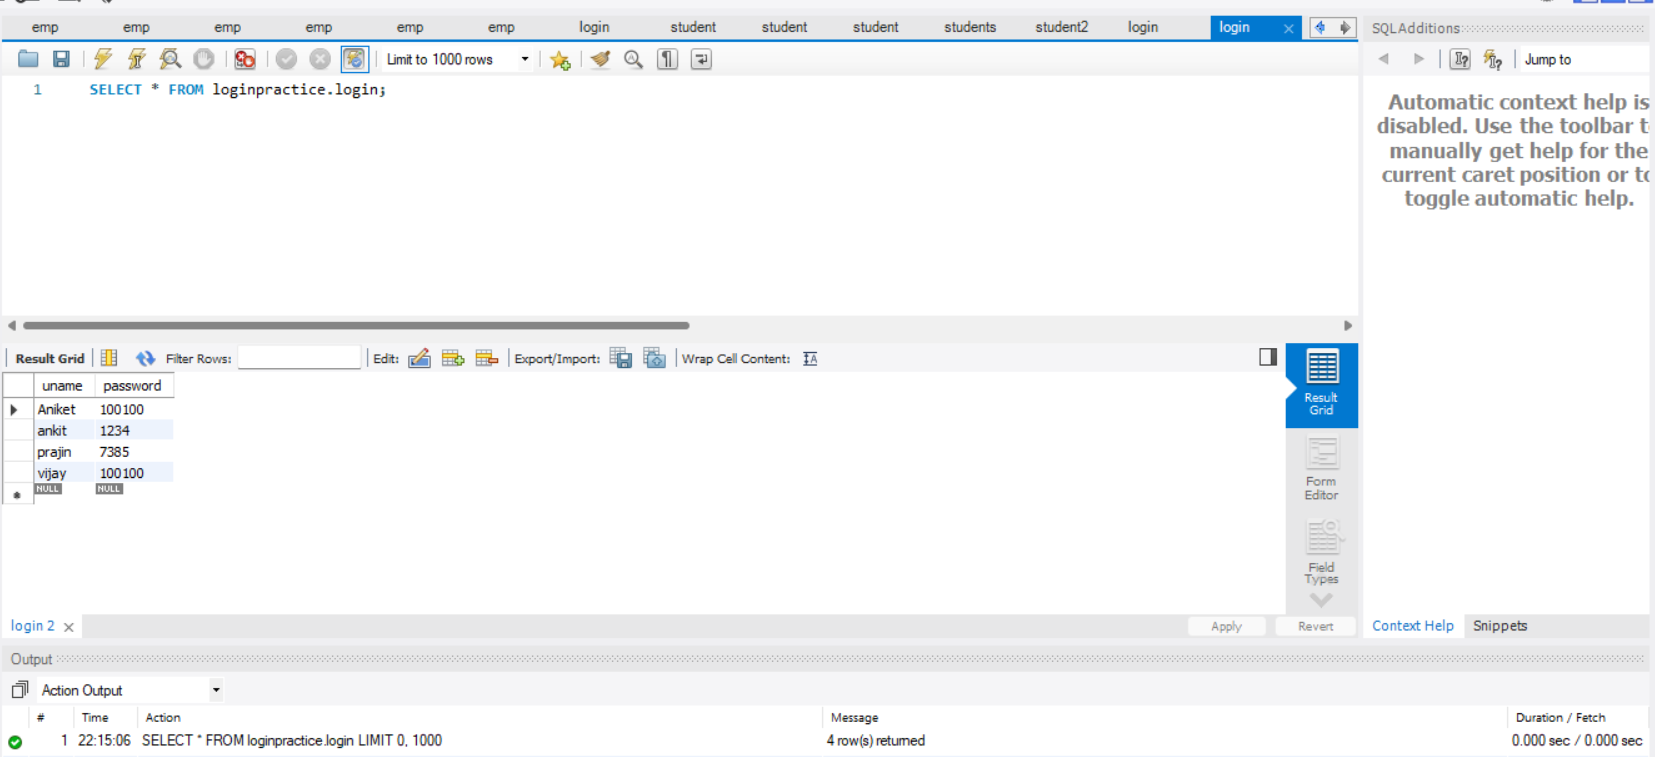 emp emp emp emp emp emp login student student student students student2 login login SQLAdditions
Limit to 1000 rows Jump to
1 SELECT * FROM loginpractice.login;
Automatic context help is
disabled. Use the toolbar t
manually get help for the
current caret position or to
toggle automatic help.
Result Grid Filter Rows: Edit: Export/Import: Wrap Cell Content:
uname password
Aniket 100100
ankit 1234
prajin 7385
vijay 100100
NULL NULL
Result
Grid
Form
Editor
Field
Types
login 2 Apply Revert Context Help Snippets
Output
Action Output
# Time Action Message Duration / Fetch
1 22:15:06 SELECT * FROM loginpractice.login LIMIT 0, 1000 4 row(s) returned 0.000 sec / 0.000 sec